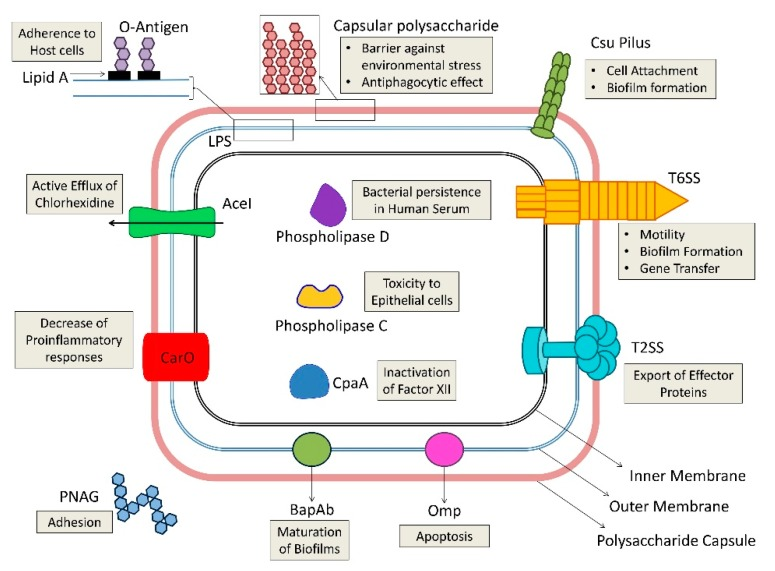 Adherence to
Host cells
O-Antigen
Lipid A
Capsular polysaccharide
• Barrier against
environmental stress
• Antiphagocytic effect
Csu Pilus
• Cell Attachment
• Biofilm formation
LPS
Active Efflux of
Chlorhexidine
AceI
Phospholipase D
Bacterial persistence
in Human Serum
T6SS
• Motility
• Biofilm Formation
• Gene Transfer
Phospholipase C
Toxicity to
Epithelial cells
Decrease of
Proinflammatory
responses
CarO
CpaA
Inactivation
of Factor XII
T2SS
Export of Effector
Proteins
PNAG
Adhesion
BapAb
Maturation
of Biofilms
Omp
Apoptosis
Inner Membrane
Outer Membrane
Polysaccharide Capsule